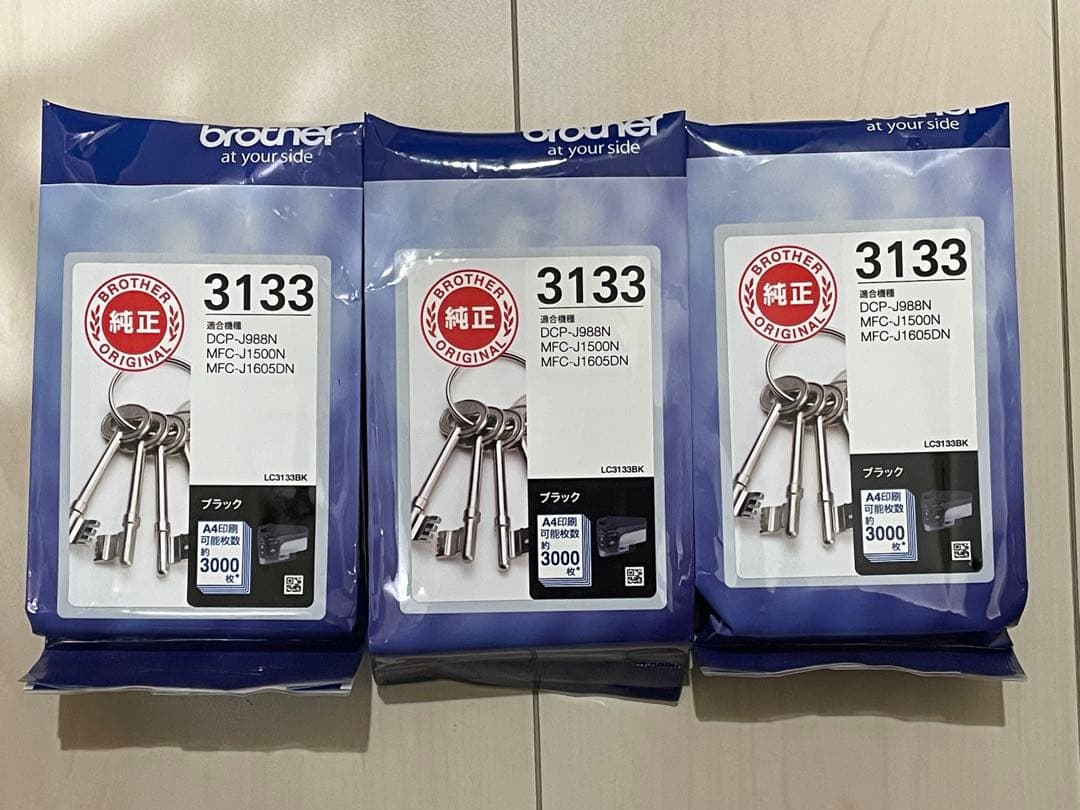 brother
at your side
BROTHER
純正
ORIGINAL
3133
適合機種
DCP-J988N
MFC-J1500N
MFC-J1605DN
LC3133BK
ブラック
A4印刷
可能枚数
約
3000
枚*
brother
at your side
BROTHER
純正
ORIGINAL
3133
適合機種
DCP-J988N
MFC-J1500N
MFC-J1605DN
LC3133BK
ブラック
A4印刷
可能枚数
約
3000
枚*
brother
at your side
BROTHER
純正
ORIGINAL
3133
適合機種
DCP-J988N
MFC-J1500N
MFC-J1605DN
LC3133BK
ブラック
A4印刷
可能枚数
約
3000
枚*